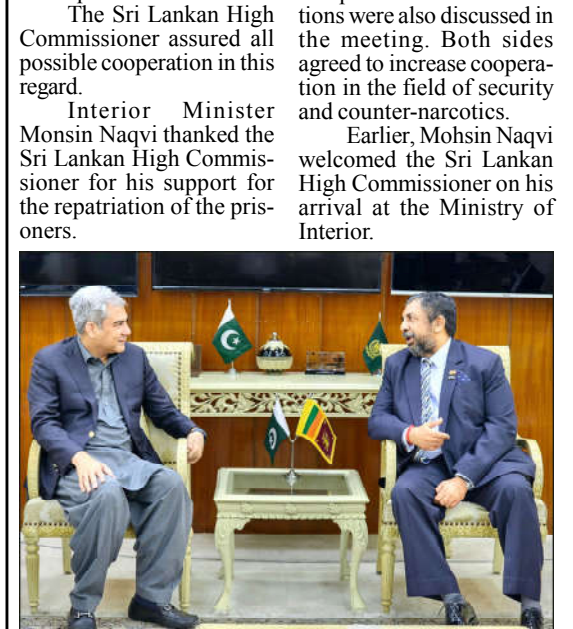 The Sri Lankan High
Commissioner assured all
possible cooperation in this
regard.
Interior Minister
Monsin Naqvi thanked the
Sri Lankan High Commis-
sioner for his support for
the repatriation of the pris-
oners.
tions were also discussed in
the meeting. Both sides
agreed to increase coopera-
tion in the field of security
and counter-narcotics.
Earlier, Mohsin Naqvi
welcomed the Sri Lankan
High Commissioner on his
arrival at the Ministry of
Interior.